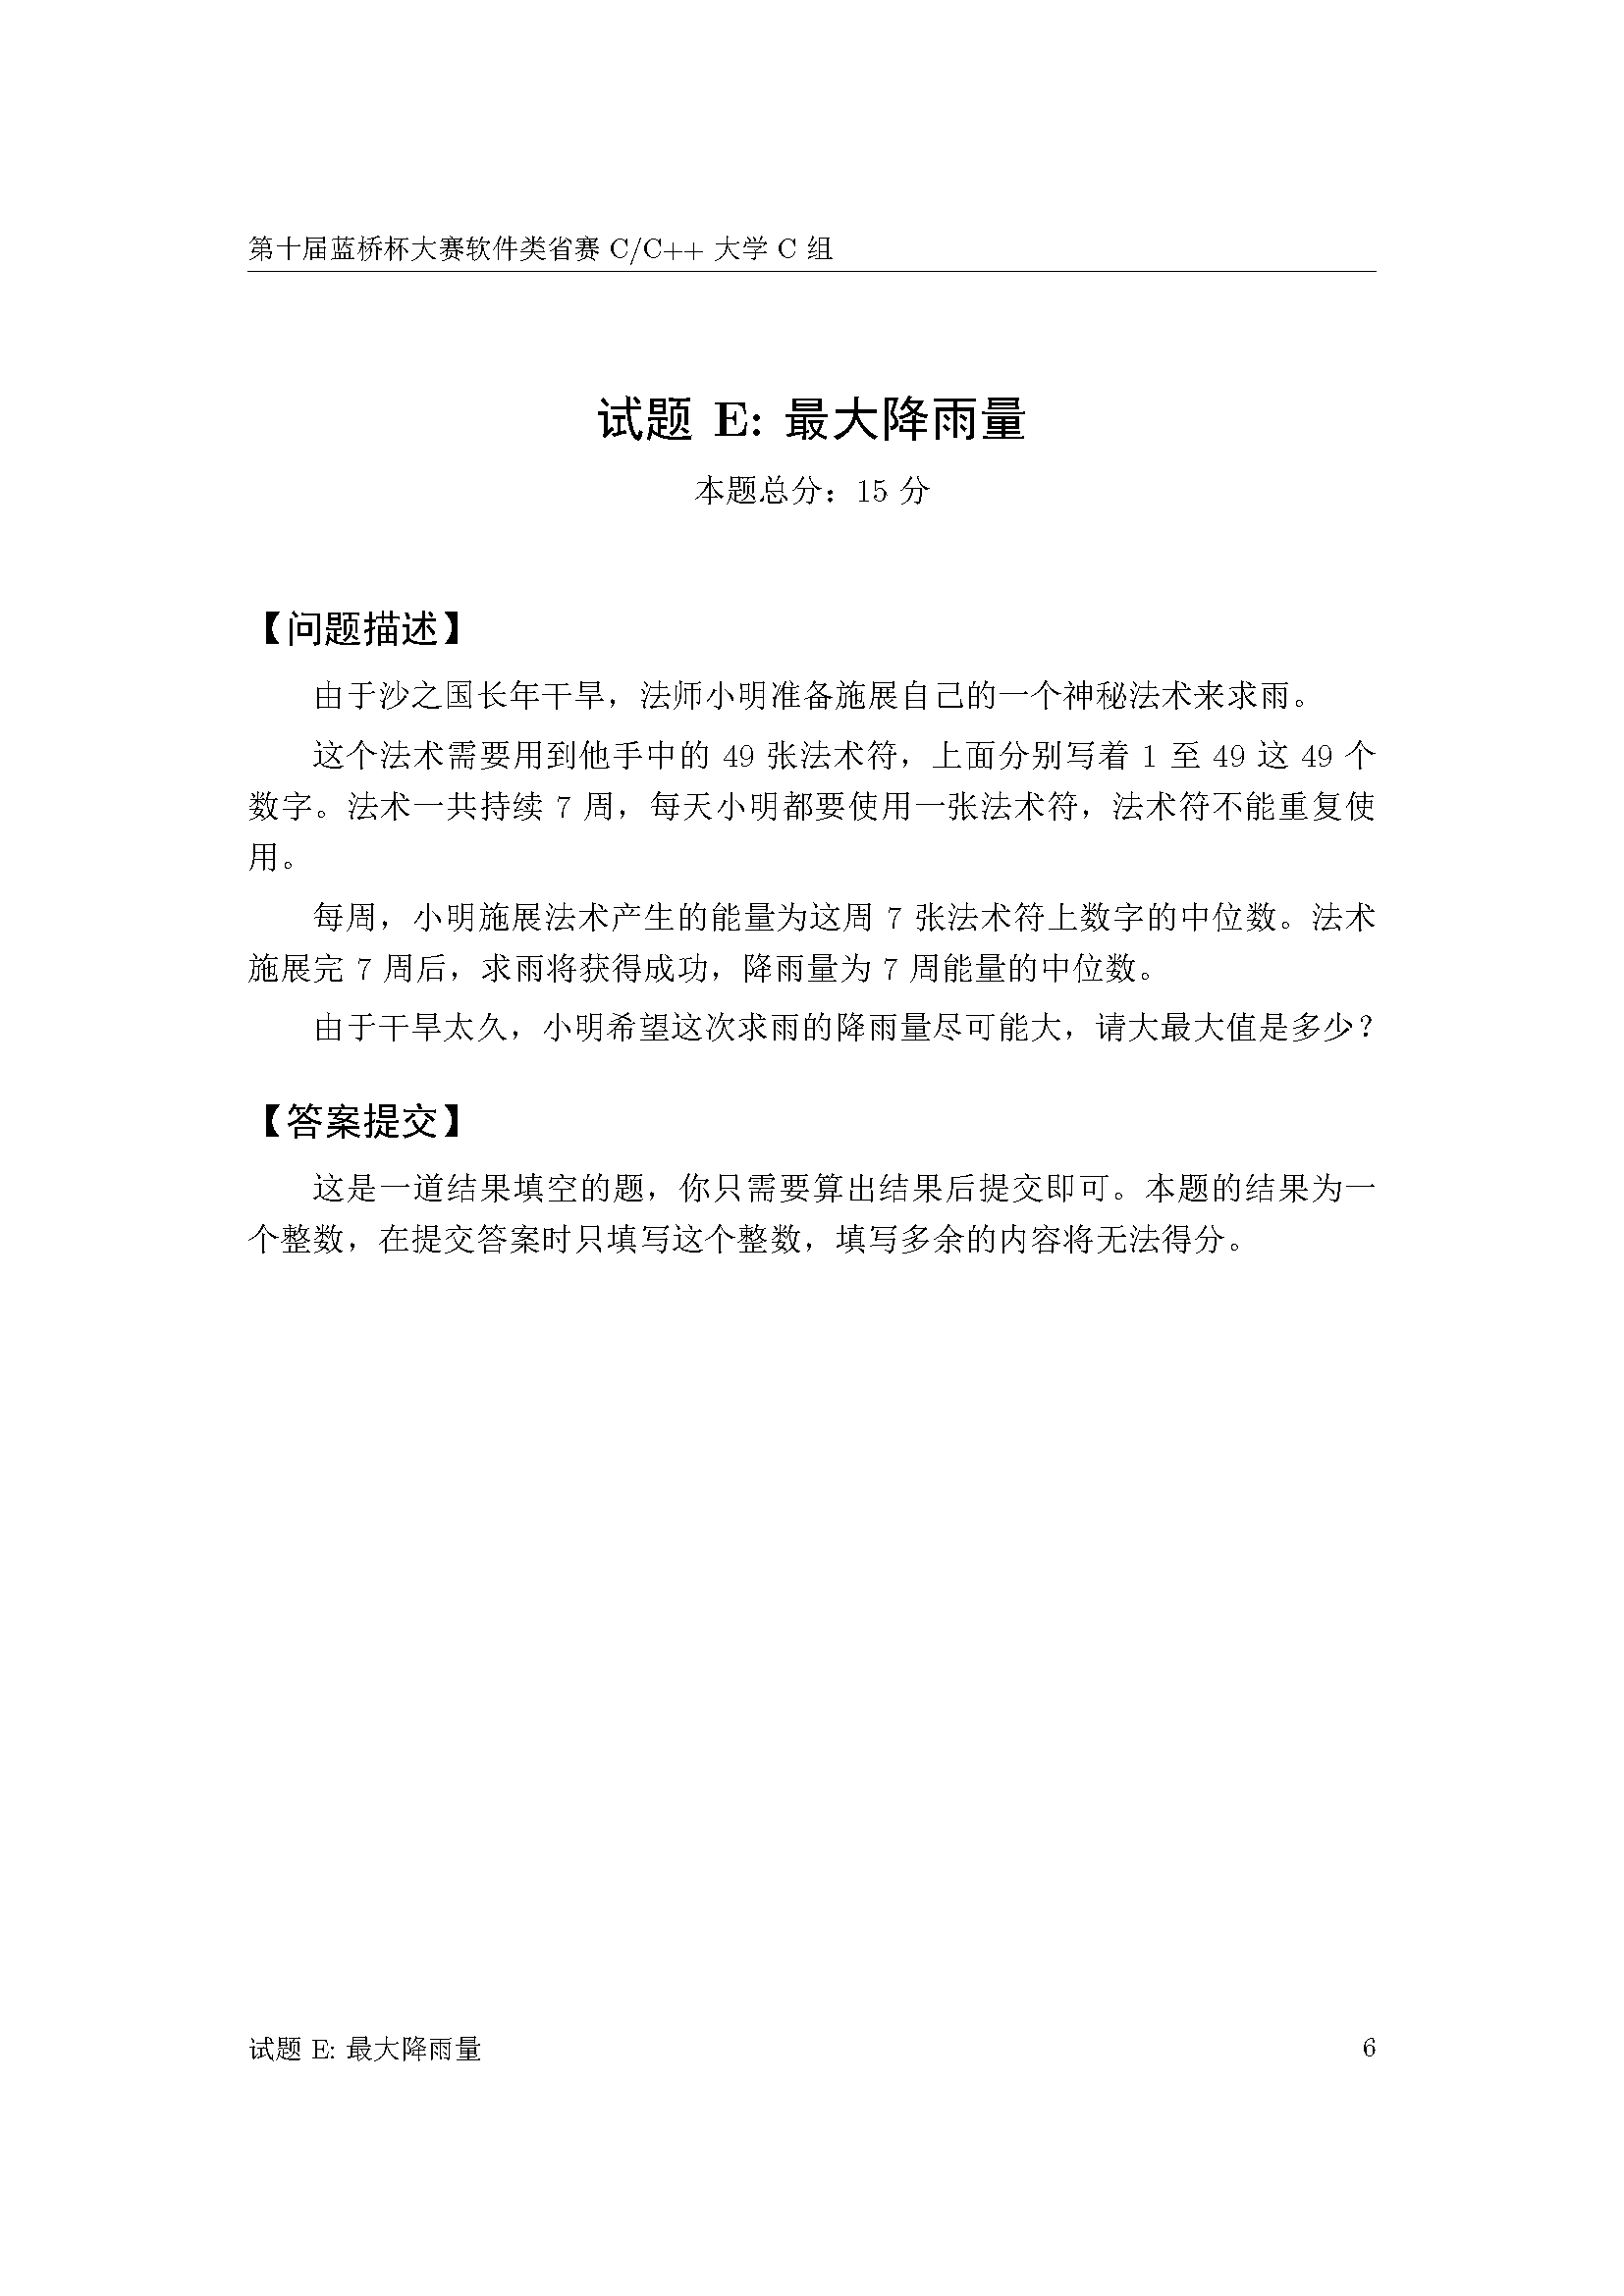 第十届蓝桥杯大赛软件类省赛 C/C++ 大学 C 组
试题 E: 最大降雨量
本题总分：15 分
【问题描述】
由于沙之国长年干旱，法师小明准备施展自己的一个神秘法术来求雨。
这个法术需要用到他手中的 49 张法术符，上面分别写着 1 至 49 这 49 个
数字。法术一共持续 7 周，每天小明都要使用一张法术符，法术符不能重复使
用。
每周，小明施展法术产生的能量为这周 7 张法术符上数字的中位数。法术
施展完 7 周后，求雨将获得成功，降雨量为 7 周能量的中位数。
由于干旱太久，小明希望这次求雨的降雨量尽可能大，请大最大值是多少？
【答案提交】
这是一道结果填空的题，你只需要算出结果后提交即可。本题的结果为一
个整数，在提交答案时只填写这个整数，填写多余的内容将无法得分。
试题 E: 最大降雨量 6